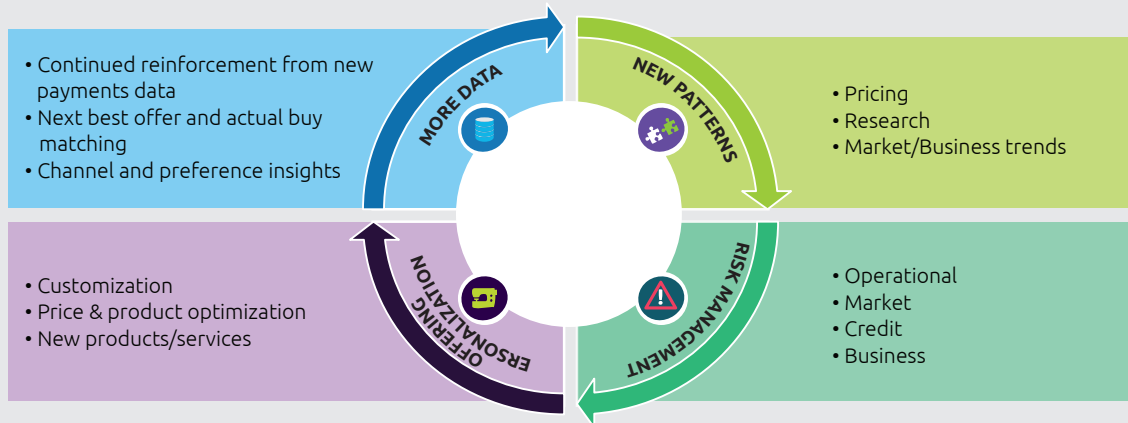 • Continued reinforcement from new
payments data
• Next best offer and actual buy
matching
• Channel and preference insights
MORE DATA
NEW PATTERNS
• Pricing
• Research
• Market/Business trends
• Customization
• Price & product optimization
• New products/services
OFFERING
ERSONALIZATION
RISK MANAGEMENT
• Operational
• Market
• Credit
• Business